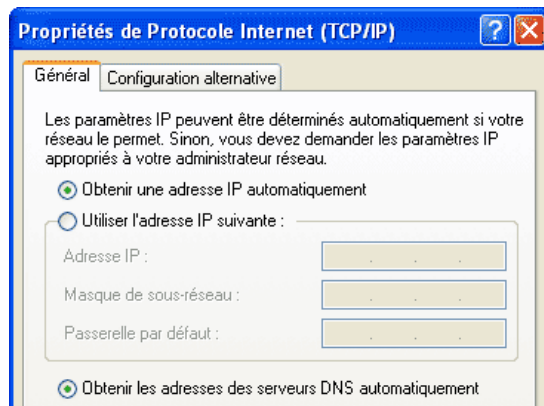 Propriétés de Protocole Internet (TCP/IP)
Général
Configuration alternative
Les paramètres IP peuvent être déterminés automatiquement si votre
réseau le permet. Sinon, vous devez demander les paramètres IP
appropriés à votre administrateur réseau.
Obtenir une adresse IP automatiquement
Utiliser l'adresse IP suivante :
Adresse IP :
Masque de sous-réseau :
Passerelle par défaut :
Obtenir les adresses des serveurs DNS automatiquement